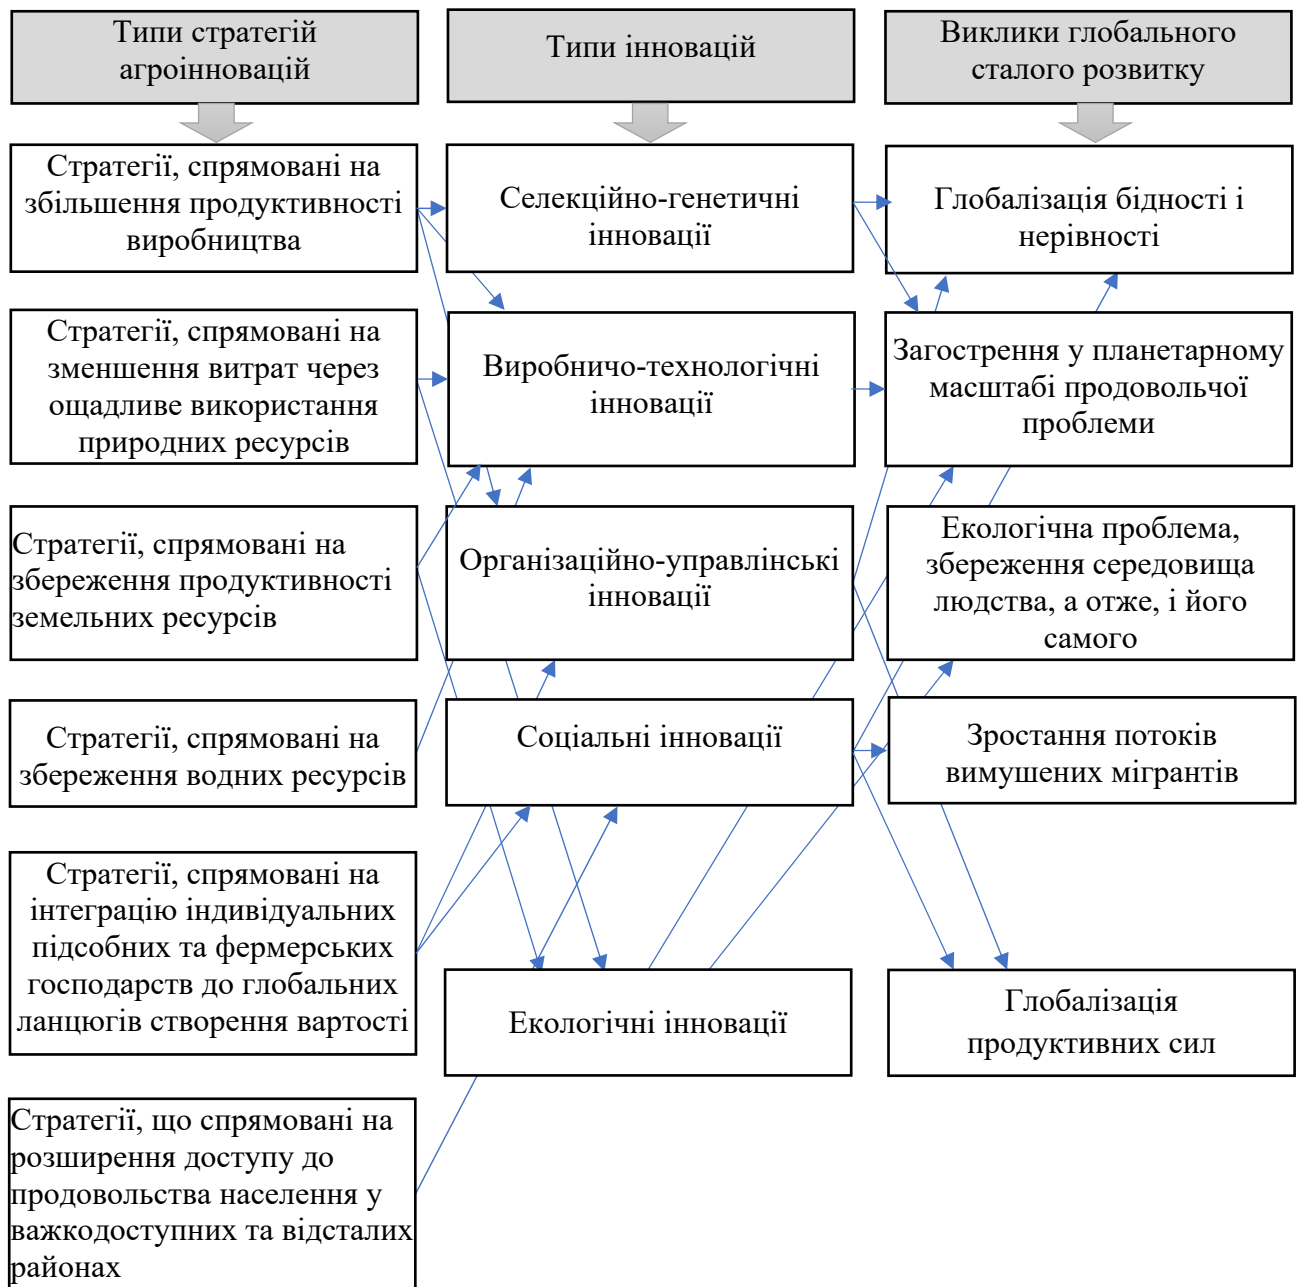 Типи стратегій
агроінновацій
Типи інновацій
Виклики глобального
сталого розвитку
Стратегії, спрямовані на
збільшення продуктивності
виробництва
Селекційно-генетичні
інновації
Глобалізація бідності і
нерівності
Стратегії, спрямовані на
зменшення витрат через
ощадливе використання
природних ресурсів
Виробничо-технологічні
інновації
Загострення у планетарному
масштабі продовольчої
проблеми
Стратегії, спрямовані на
збереження продуктивності
земельних ресурсів
Організаційно-управлінські
інновації
Екологічна проблема,
збереження середовища
людства, а отже, і його
самого
Стратегії, спрямовані на
збереження водних ресурсів
Соціальні інновації
Зростання потоків
вимушених мігрантів
Стратегії, спрямовані на
інтеграцію індивідуальних
підсобних та фермерських
господарств до глобальних
ланцюгів створення вартості
Екологічні інновації
Глобалізація
продуктивних сил
Стратегії, що спрямовані на
розширення доступу до
продовольства населення у
важкодоступних та відсталих
районах